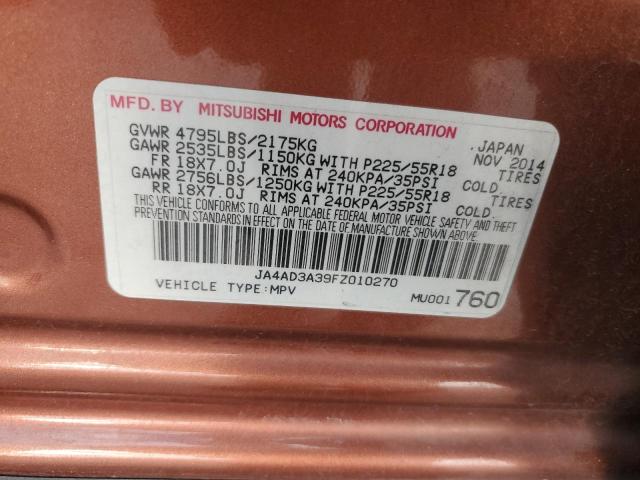 MFD. BY MITSUBISHI MOTORS CORPORATION
GVWR 4795LBS/2175KG JAPAN
GAWR 2535LBS/1150KG WITH P225/55R18 NOV 2014
FR 18X7.0J RIMS AT 240KPA/35PSI COLD. TIRES
GAWR 2756LBS/1250KG WITH P225/55R18 TIRES
RR 18X7.0J RIMS AT 240KPA/35PSI COLD.
THIS VEHICLE CONFORMS TO ALL APPLICABLE FEDERAL MOTOR VEHICLE SAFETY AND THEFT
PREVENTION STANDARDS IN EFFECT ON THE DATE OF MANUFACTURE SHOWN ABOVE.
JA4AD3A39FZ010270
VEHICLE TYPE:MPV MU001 760